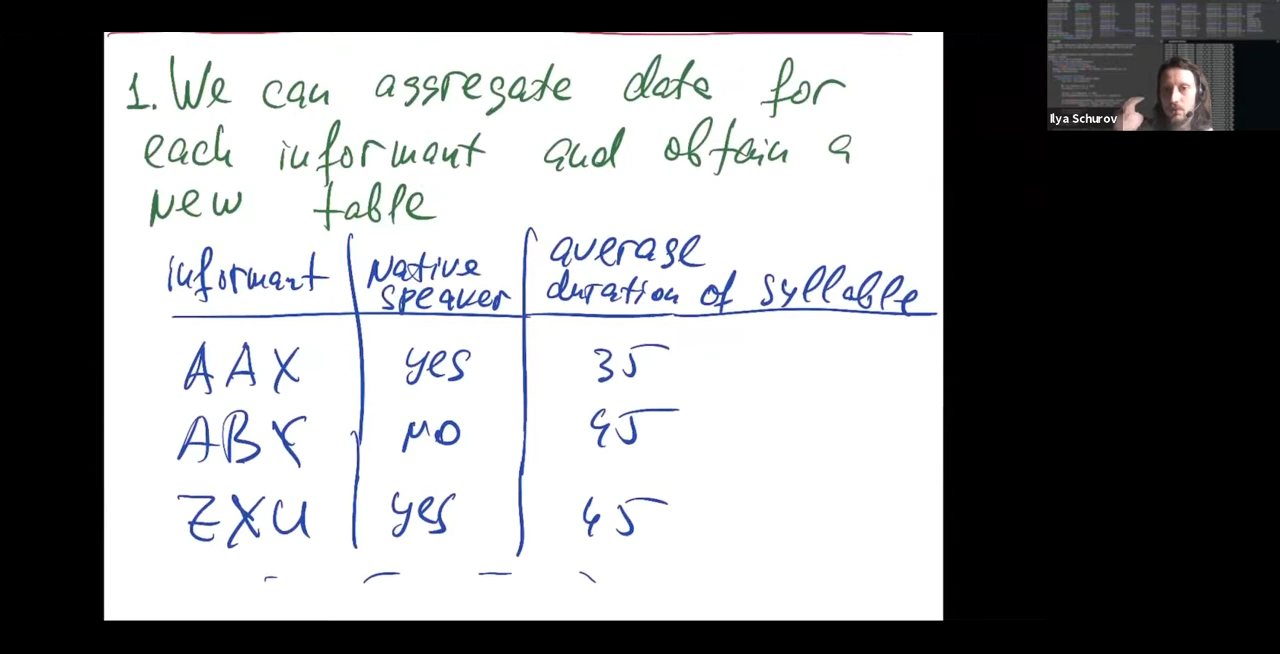 1. We can aggregate data for
each informant and obtain a
new table
informant | Native speaker | average duration of syllable
AAX | yes | 35
ABY | no | 45
ZXU | yes | 45
Ilya Schurov